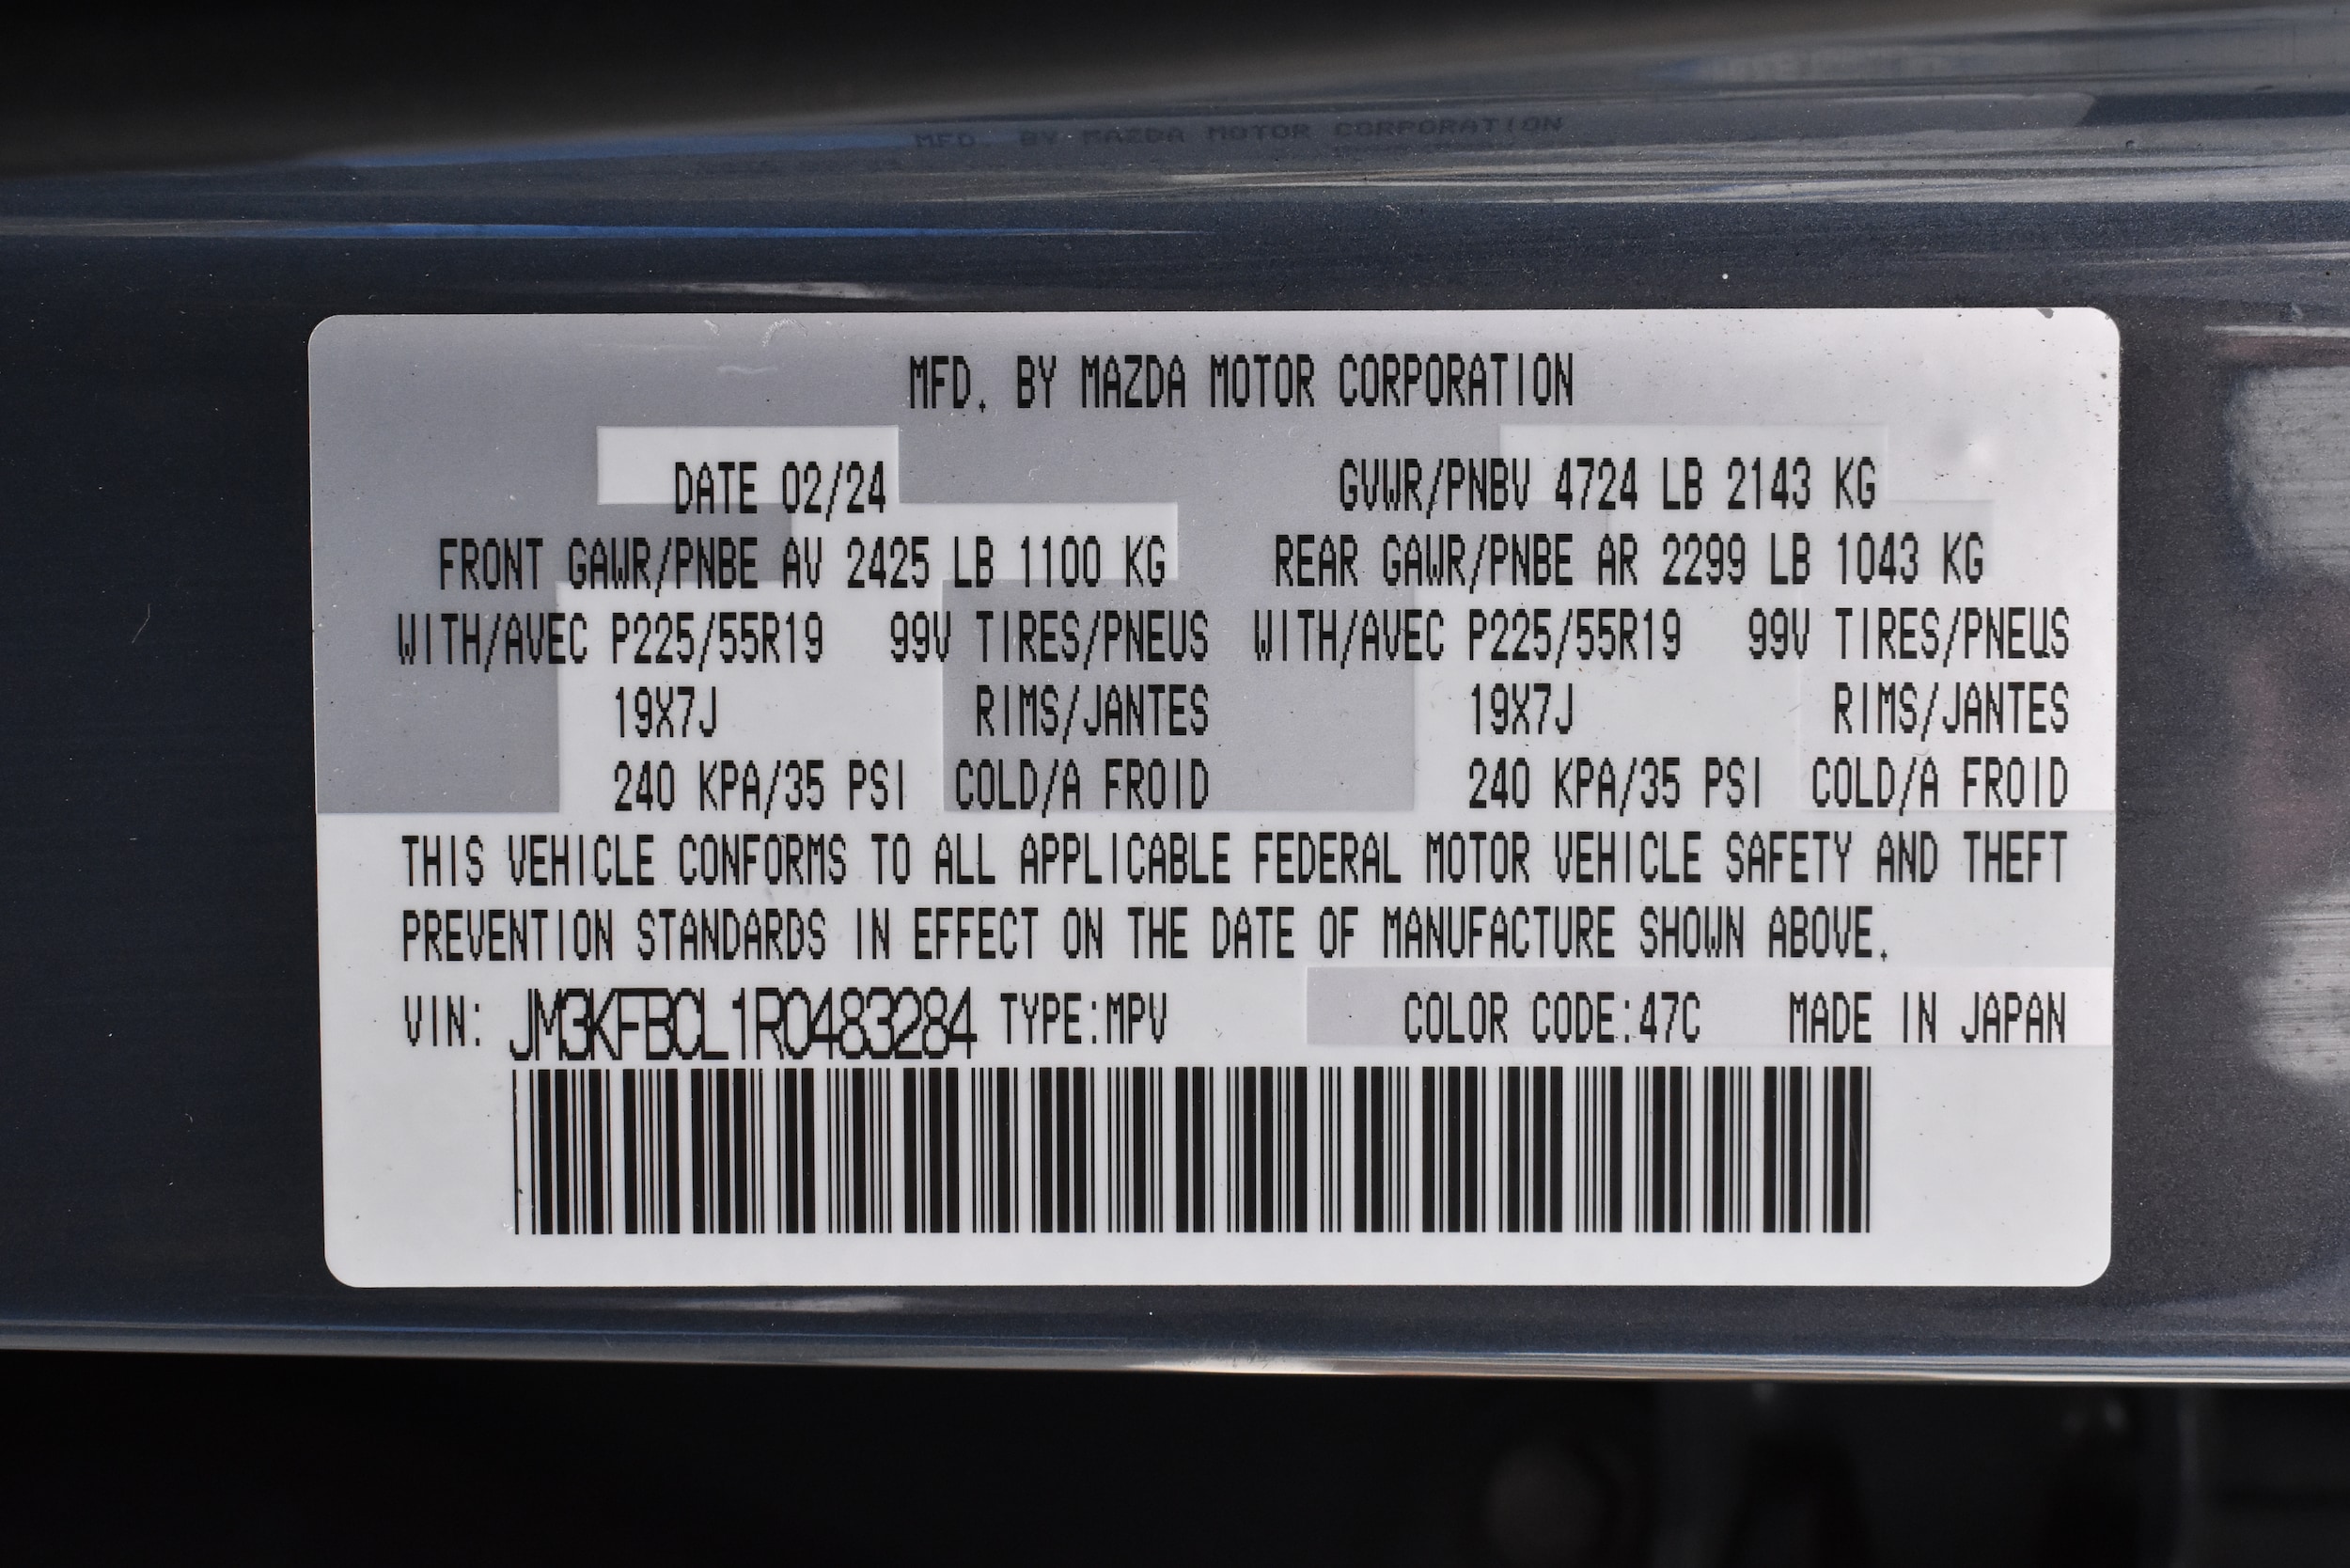 MFD. BY MAZDA MOTOR CORPORATION
MFD. BY MAZDA MOTOR CORPORATION
DATE 02/24 GVWR/PNBV 4724 LB 2143 KG
FRONT GAWR/PNBE AV 2425 LB 1100 KG REAR GAWR/PNBE AR 2299 LB 1043 KG
WITH/AVEC P225/55R19 99V TIRES/PNEUS WITH/AVEC P225/55R19 99V TIRES/PNEUS
19X7J RIMS/JANTES 19X7J RIMS/JANTES
240 KPA/35 PSI COLD/A FROID 240 KPA/35 PSI COLD/A FROID
THIS VEHICLE CONFORMS TO ALL APPLICABLE FEDERAL MOTOR VEHICLE SAFETY AND THEFT
PREVENTION STANDARDS IN EFFECT ON THE DATE OF MANUFACTURE SHOWN ABOVE.
VIN: JM3KFBCL1R0483284 TYPE:MPV COLOR CODE:47C MADE IN JAPAN